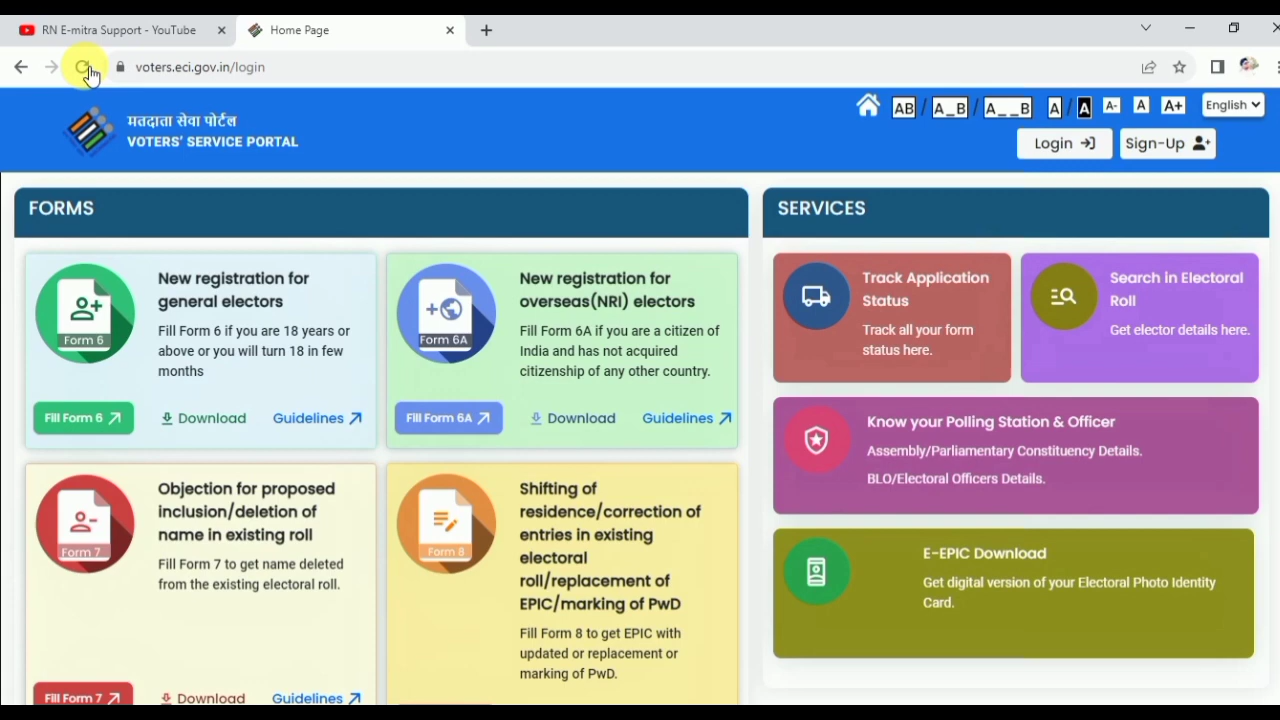 RN E-mitra Support - YouTube
Home Page
voters.eci.gov.in/login
मतदाता सेवा पोर्टल
VOTERS' SERVICE PORTAL
AB / A_B / A__B A / A A- A A+ English
Login Sign-Up
FORMS
New registration for
general electors
Fill Form 6 if you are 18 years or
above or you will turn 18 in few
months
Form 6
Fill Form 6 Download Guidelines
New registration for
overseas(NRI) electors
Fill Form 6A if you are a citizen of
India and has not acquired
citizenship of any other country.
Form 6A
Fill Form 6A Download Guidelines
Objection for proposed
inclusion/deletion of
name in existing roll
Fill Form 7 to get name deleted
from the existing electoral roll.
Form 7
Fill Form 7 Download Guidelines
Shifting of
residence/correction of
entries in existing
electoral
roll/replacement of
EPIC/marking of PwD
Fill Form 8 to get EPIC with
updated or replacement or
marking of PwD.
Form 8
SERVICES
Track Application
Status
Track all your form
status here.
Search in Electoral
Roll
Get elector details here.
Know your Polling Station & Officer
Assembly/Parliamentary Constituency Details.
BLO/Electoral Officers Details.
E-EPIC Download
Get digital version of your Electoral Photo Identity
Card.